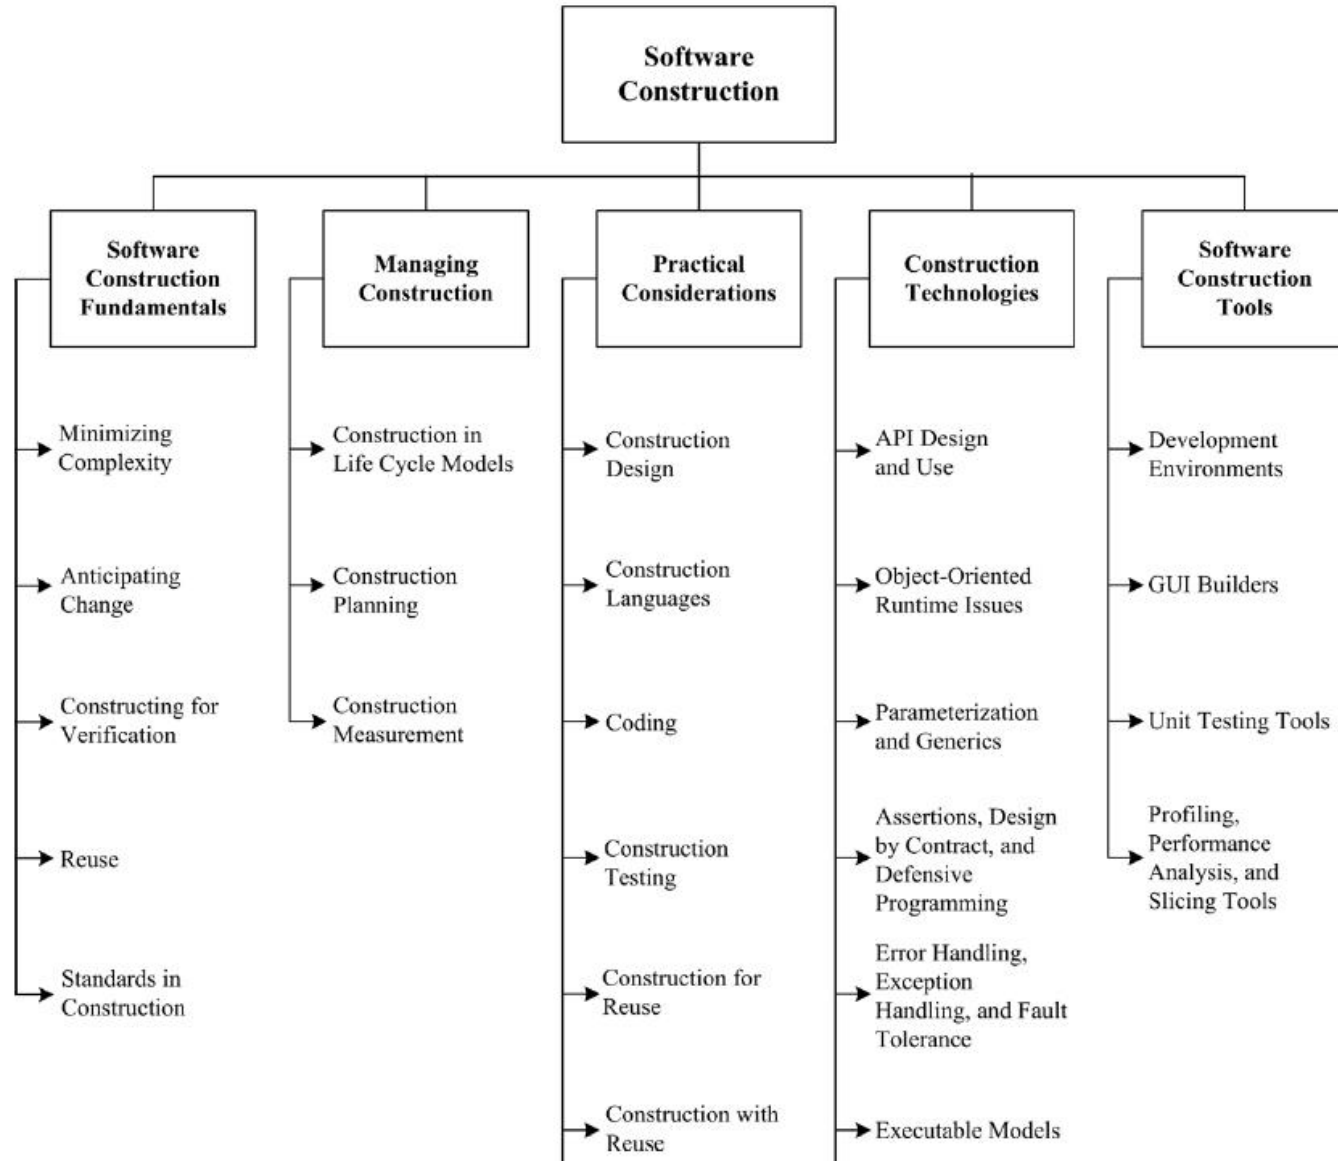 Software
Construction
Software
Construction
Fundamentals
Managing
Construction
Practical
Considerations
Construction
Technologies
Software
Construction
Tools
Minimizing
Complexity
Anticipating
Change
Constructing for
Verification
Reuse
Standards in
Construction
Construction in
Life Cycle Models
Construction
Planning
Construction
Measurement
Construction
Design
Construction
Languages
Coding
Construction
Testing
Construction for
Reuse
Construction with
Reuse
API Design
and Use
Object-Oriented
Runtime Issues
Parameterization
and Generics
Assertions, Design
by Contract, and
Defensive
Programming
Error Handling,
Exception
Handling, and Fault
Tolerance
Executable Models
Development
Environments
GUI Builders
Unit Testing Tools
Profiling,
Performance
Analysis, and
Slicing Tools